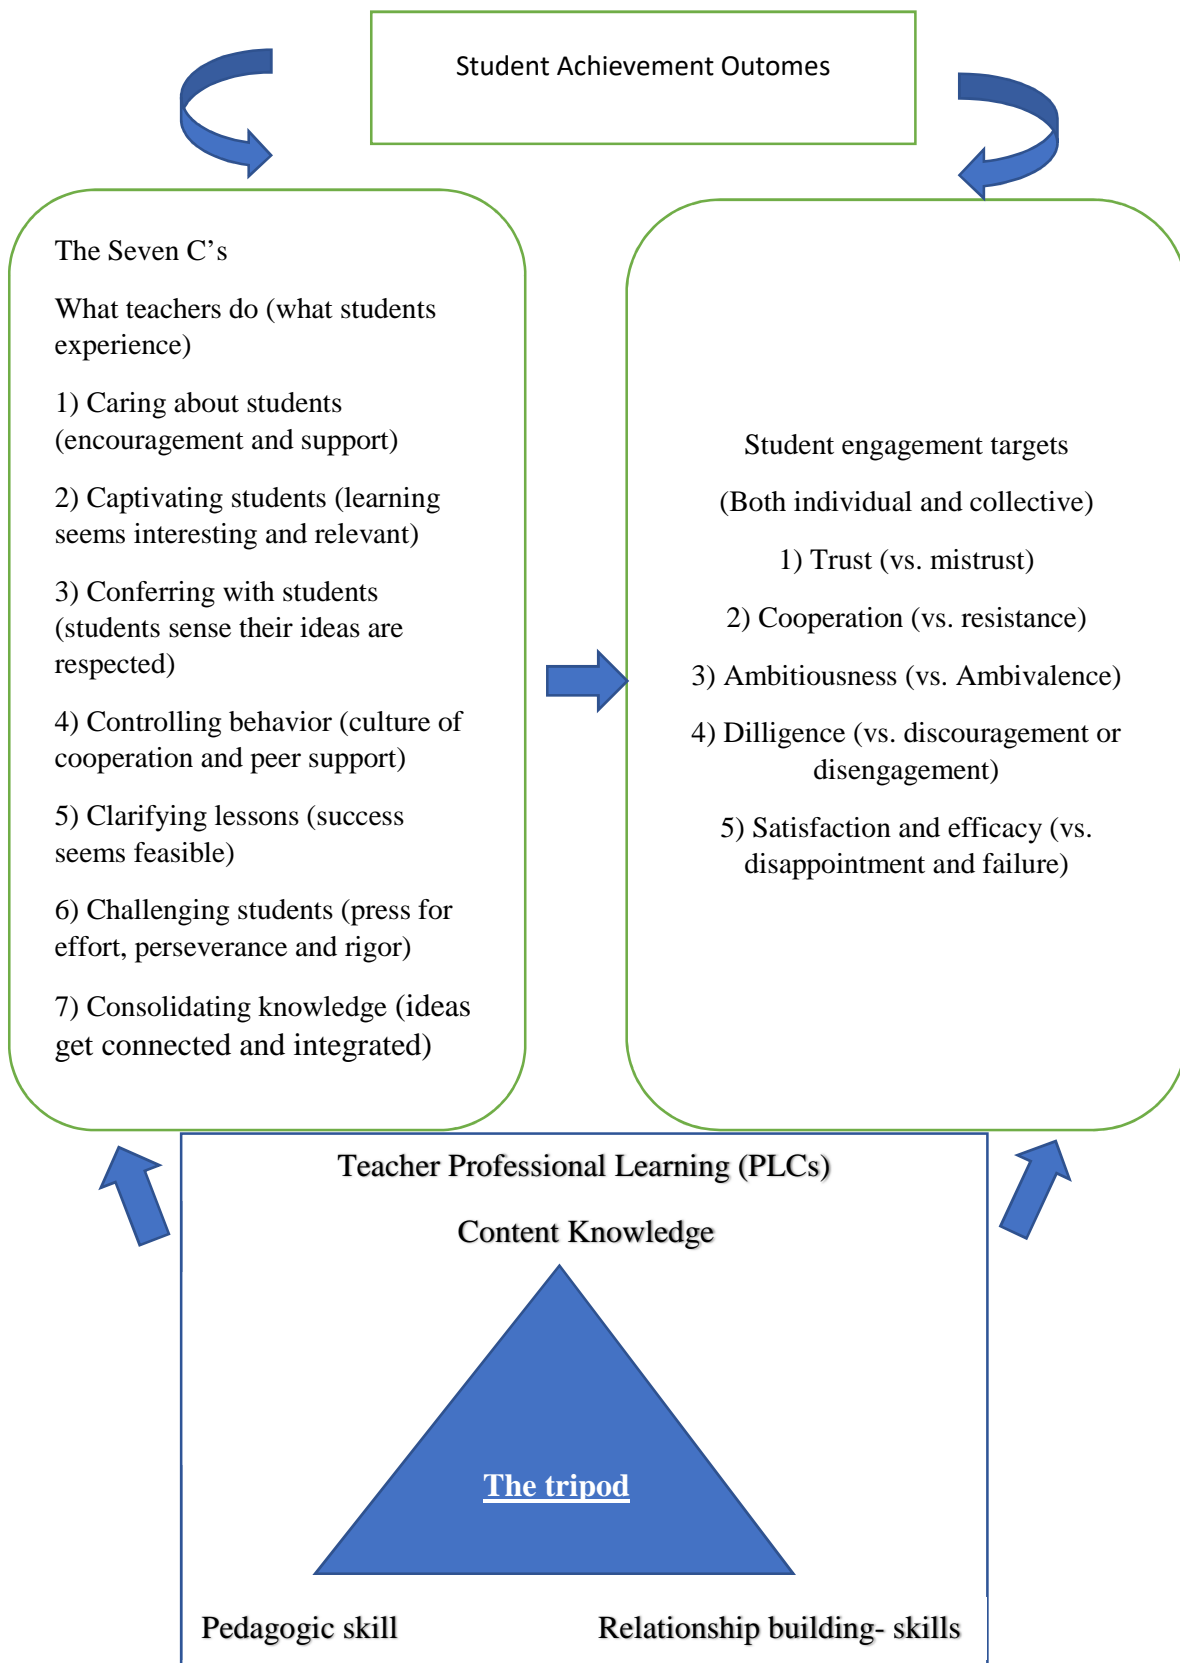 Student Achievement Outcomes
The Seven C’s
What teachers do (what students
experience)
1) Caring about students
(encouragement and support)
2) Captivating students (learning
seems interesting and relevant)
3) Conferring with students
(students sense their ideas are
respected)
4) Controlling behavior (culture of
cooperation and peer support)
5) Clarifying lessons (success
seems feasible)
6) Challenging students (press for
effort, perseverance and rigor)
7) Consolidating knowledge (ideas
get connected and integrated)
Student engagement targets
(Both individual and collective)
1) Trust (vs. mistrust)
2) Cooperation (vs. resistance)
3) Ambitiousness (vs. Ambivalence)
4) Dilligence (vs. discouragement or
disengagement)
5) Satisfaction and efficacy (vs.
disappointment and failure)
Teacher Professional Learning (PLCs)
Content Knowledge
The tripod
Pedagogic skill
Relationship building- skills